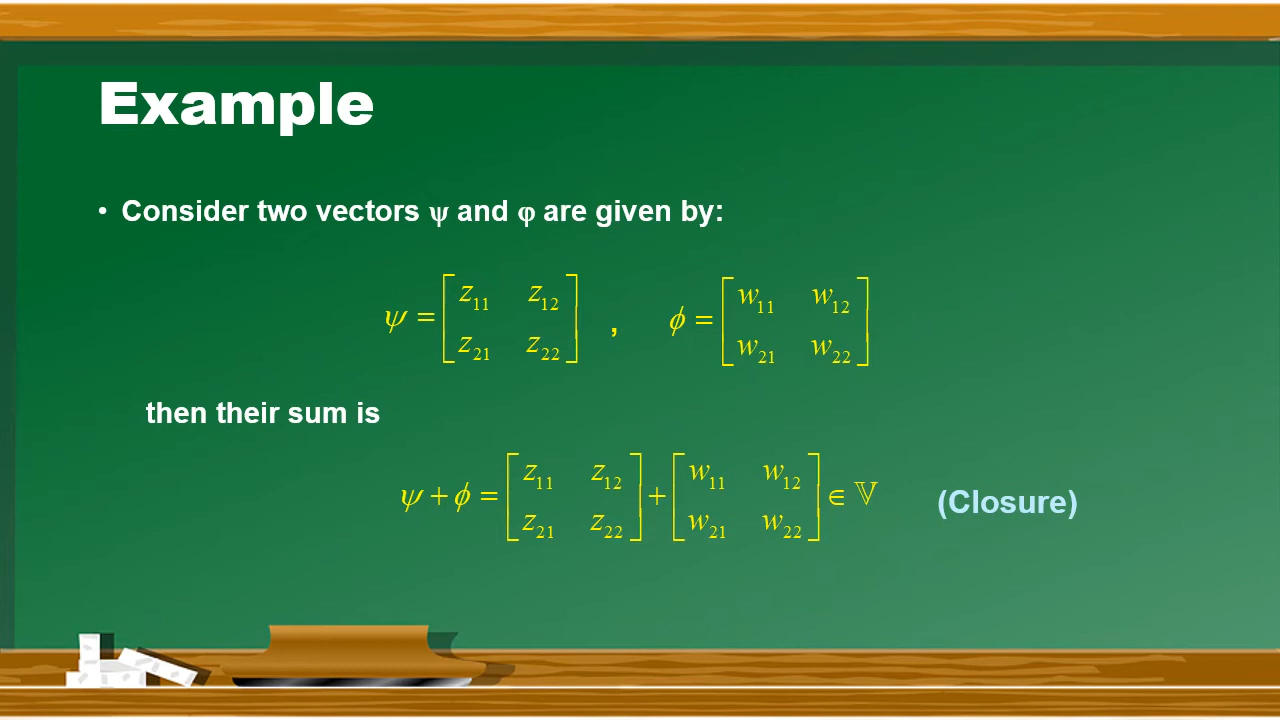 Example
• Consider two vectors ψ and φ are given by:
ψ = [ z₁₁ z₁₂ ; z₂₁ z₂₂ ] , ϕ = [ w₁₁ w₁₂ ; w₂₁ w₂₂ ]
then their sum is
ψ + ϕ = [ z₁₁ z₁₂ ; z₂₁ z₂₂ ] + [ w₁₁ w₁₂ ; w₂₁ w₂₂ ] ∈ 𝕍 (Closure)